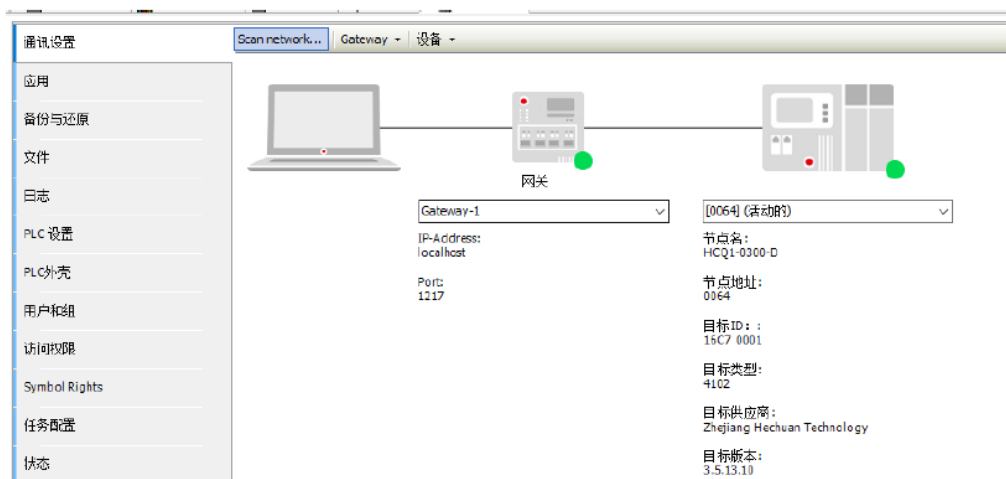 通讯设置
Scan network... Gateway 设备
应用
备份与还原
文件
日志
PLC 设置
PLC外壳
用户和组
访问权限
Symbol Rights
任务配置
状态
网关
Gateway-1
IP-Address:
localhost
Port:
1217
[0064] (活动的)
节点名:
HCQ1-0300-D
节点地址:
0064
目标ID: :
16C7 0001
目标类型:
4102
目标供应商:
Zhejiang Hechuan Technology
目标版本:
3.5.13.10